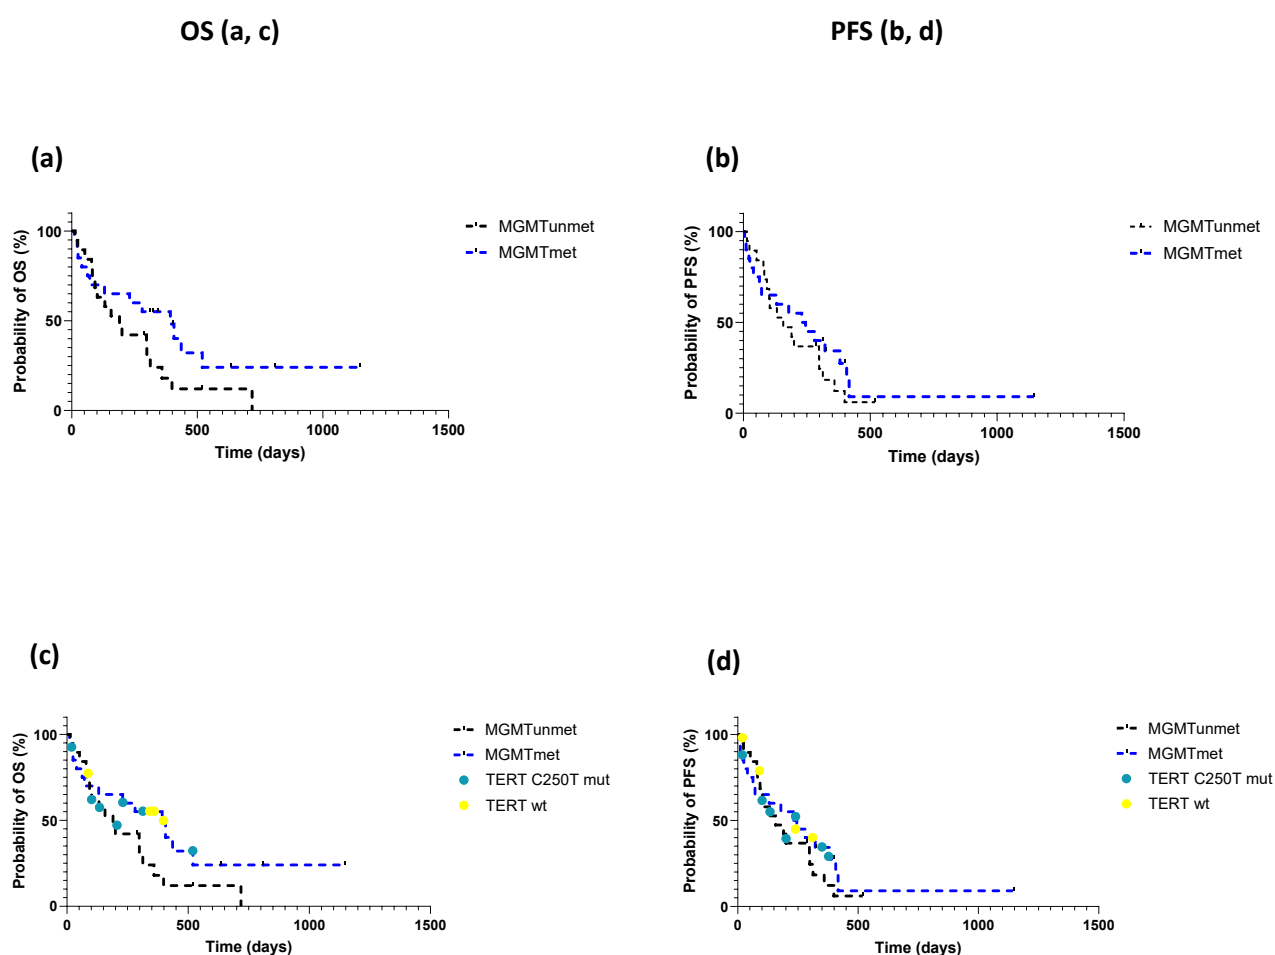 OS (a, c)
PFS (b, d)
(a)
Probability of OS (%)
100
50
0
0 500 1000 1500
Time (days)
MGMTunmet
MGMTmet
(b)
Probability of PFS (%)
100
50
0
0 500 1000 1500
Time (days)
MGMTunmet
MGMTmet
(c)
Probability of OS (%)
100
50
0
0 500 1000 1500
Time (days)
MGMTunmet
MGMTmet
TERT C250T mut
TERT wt
(d)
Probability of PFS (%)
100
50
0
0 500 1000 1500
Time (days)
MGMTunmet
MGMTmet
TERT C250T mut
TERT wt